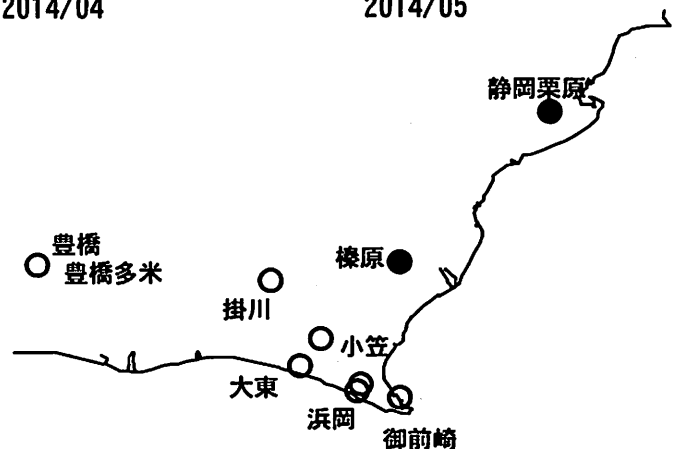 2014/04
2014/05
静岡栗原
豊橋
豊橋多米
榛原
掛川
小笠
大東
浜岡
御前崎